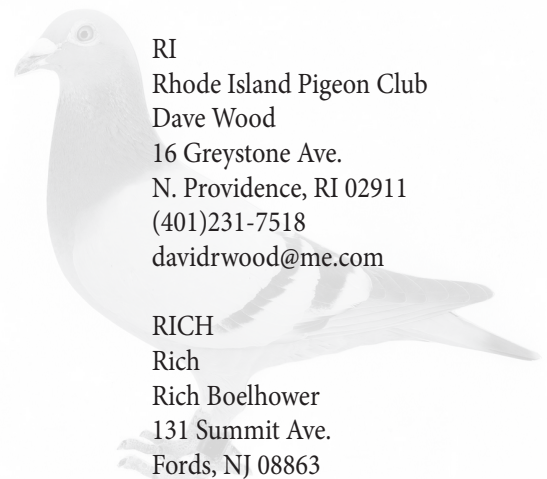 RI
Rhode Island Pigeon Club
Dave Wood
16 Greystone Ave.
N. Providence, RI 02911
(401)231-7518
davidrwood@me.com
RICH
Rich
Rich Boelhower
131 Summit Ave.
Fords, NJ 08863